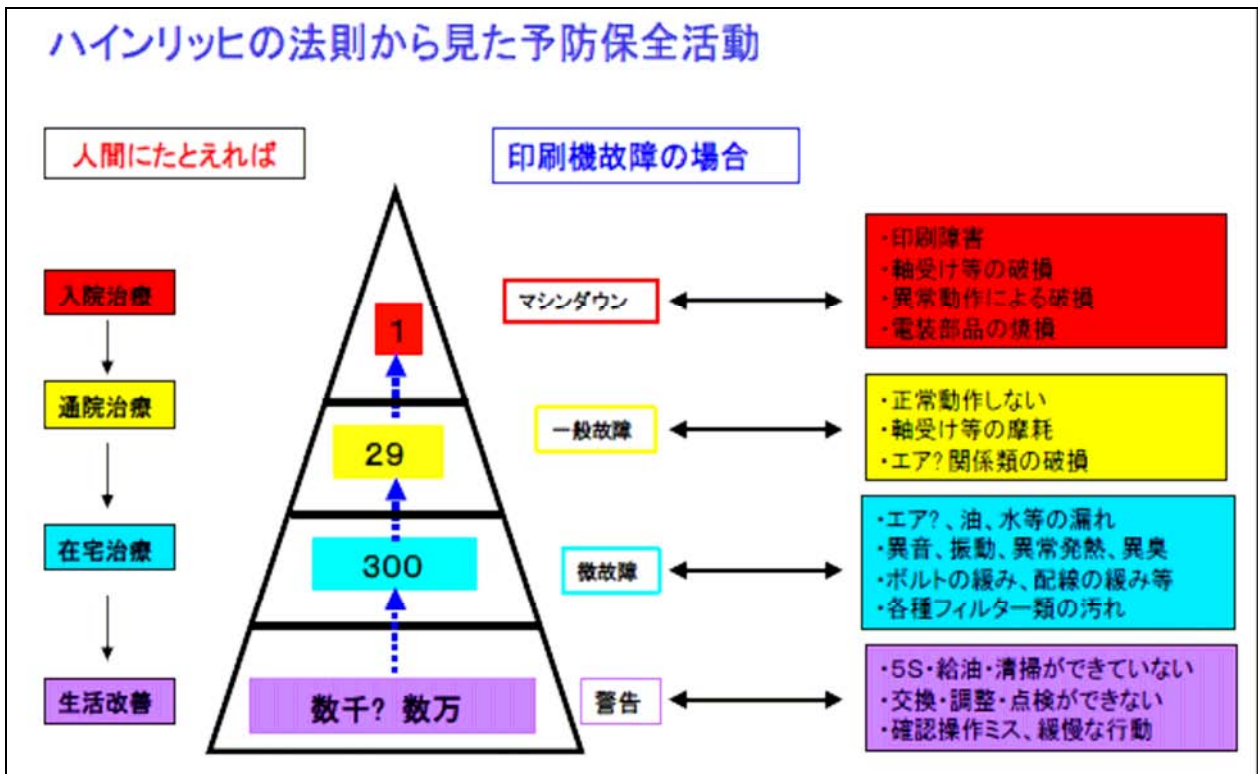 ハインリッヒの法則から見た予防保全活動
人間にたとえれば
印刷機故障の場合
入院治療
1
マシンダウン
・印刷障害
・軸受け等の破損
・異常動作による破損
・電装部品の焼損
通院治療
29
一般故障
・正常動作しない
・軸受け等の摩耗
・エア?関係類の破損
在宅治療
300
微故障
・エア?、油、水等の漏れ
・異音、振動、異常発熱、異臭
・ボルトの緩み、配線の緩み等
・各種フィルター類の汚れ
生活改善
数千? 数万
警告
・5S・給油・清掃ができていない
・交換・調整・点検ができない
・確認操作ミス、緩慢な行動